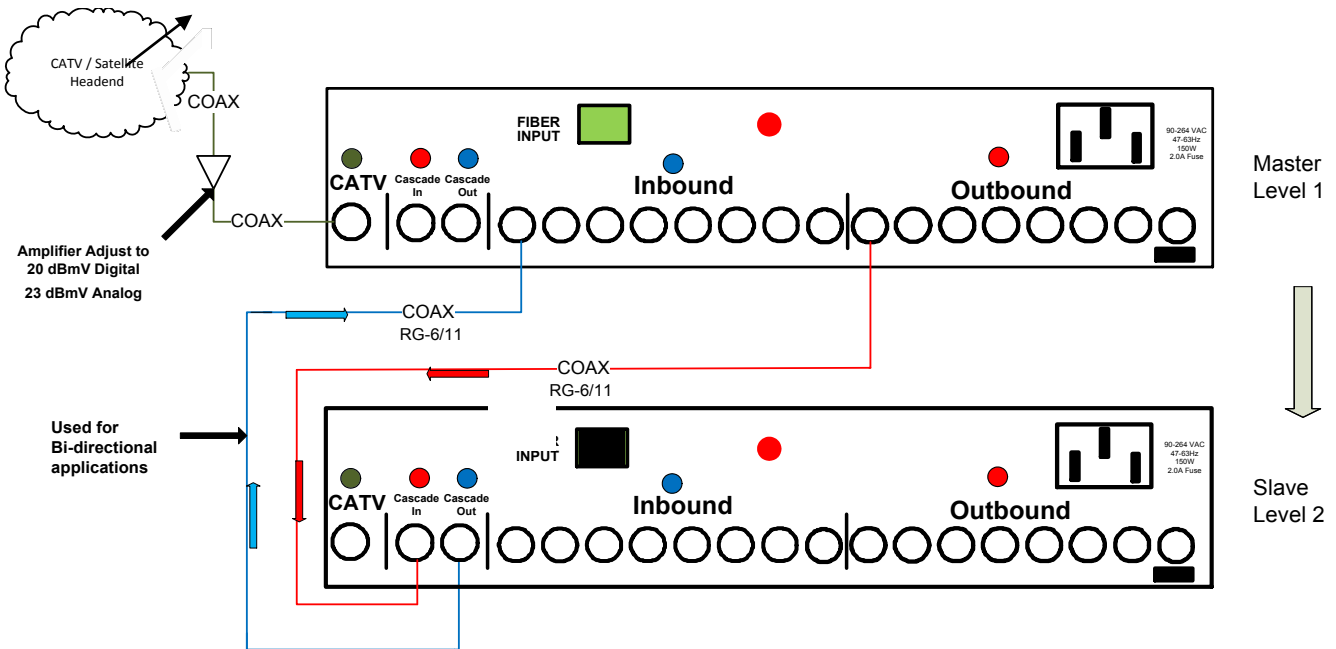 CATV / Satellite
Headend
COAX
COAX
Amplifier Adjust to
20 dBmV Digital
23 dBmV Analog
FIBER
INPUT
90-264 VAC
47-63Hz
150W
2.0A Fuse
CATV
Cascade
In
Cascade
Out
Inbound
Outbound
Master
Level 1
COAX
RG-6/11
COAX
RG-6/11
Used for
Bi-directional
applications
INPUT
90-264 VAC
47-63Hz
150W
2.0A Fuse
CATV
Cascade
In
Cascade
Out
Inbound
Outbound
Slave
Level 2